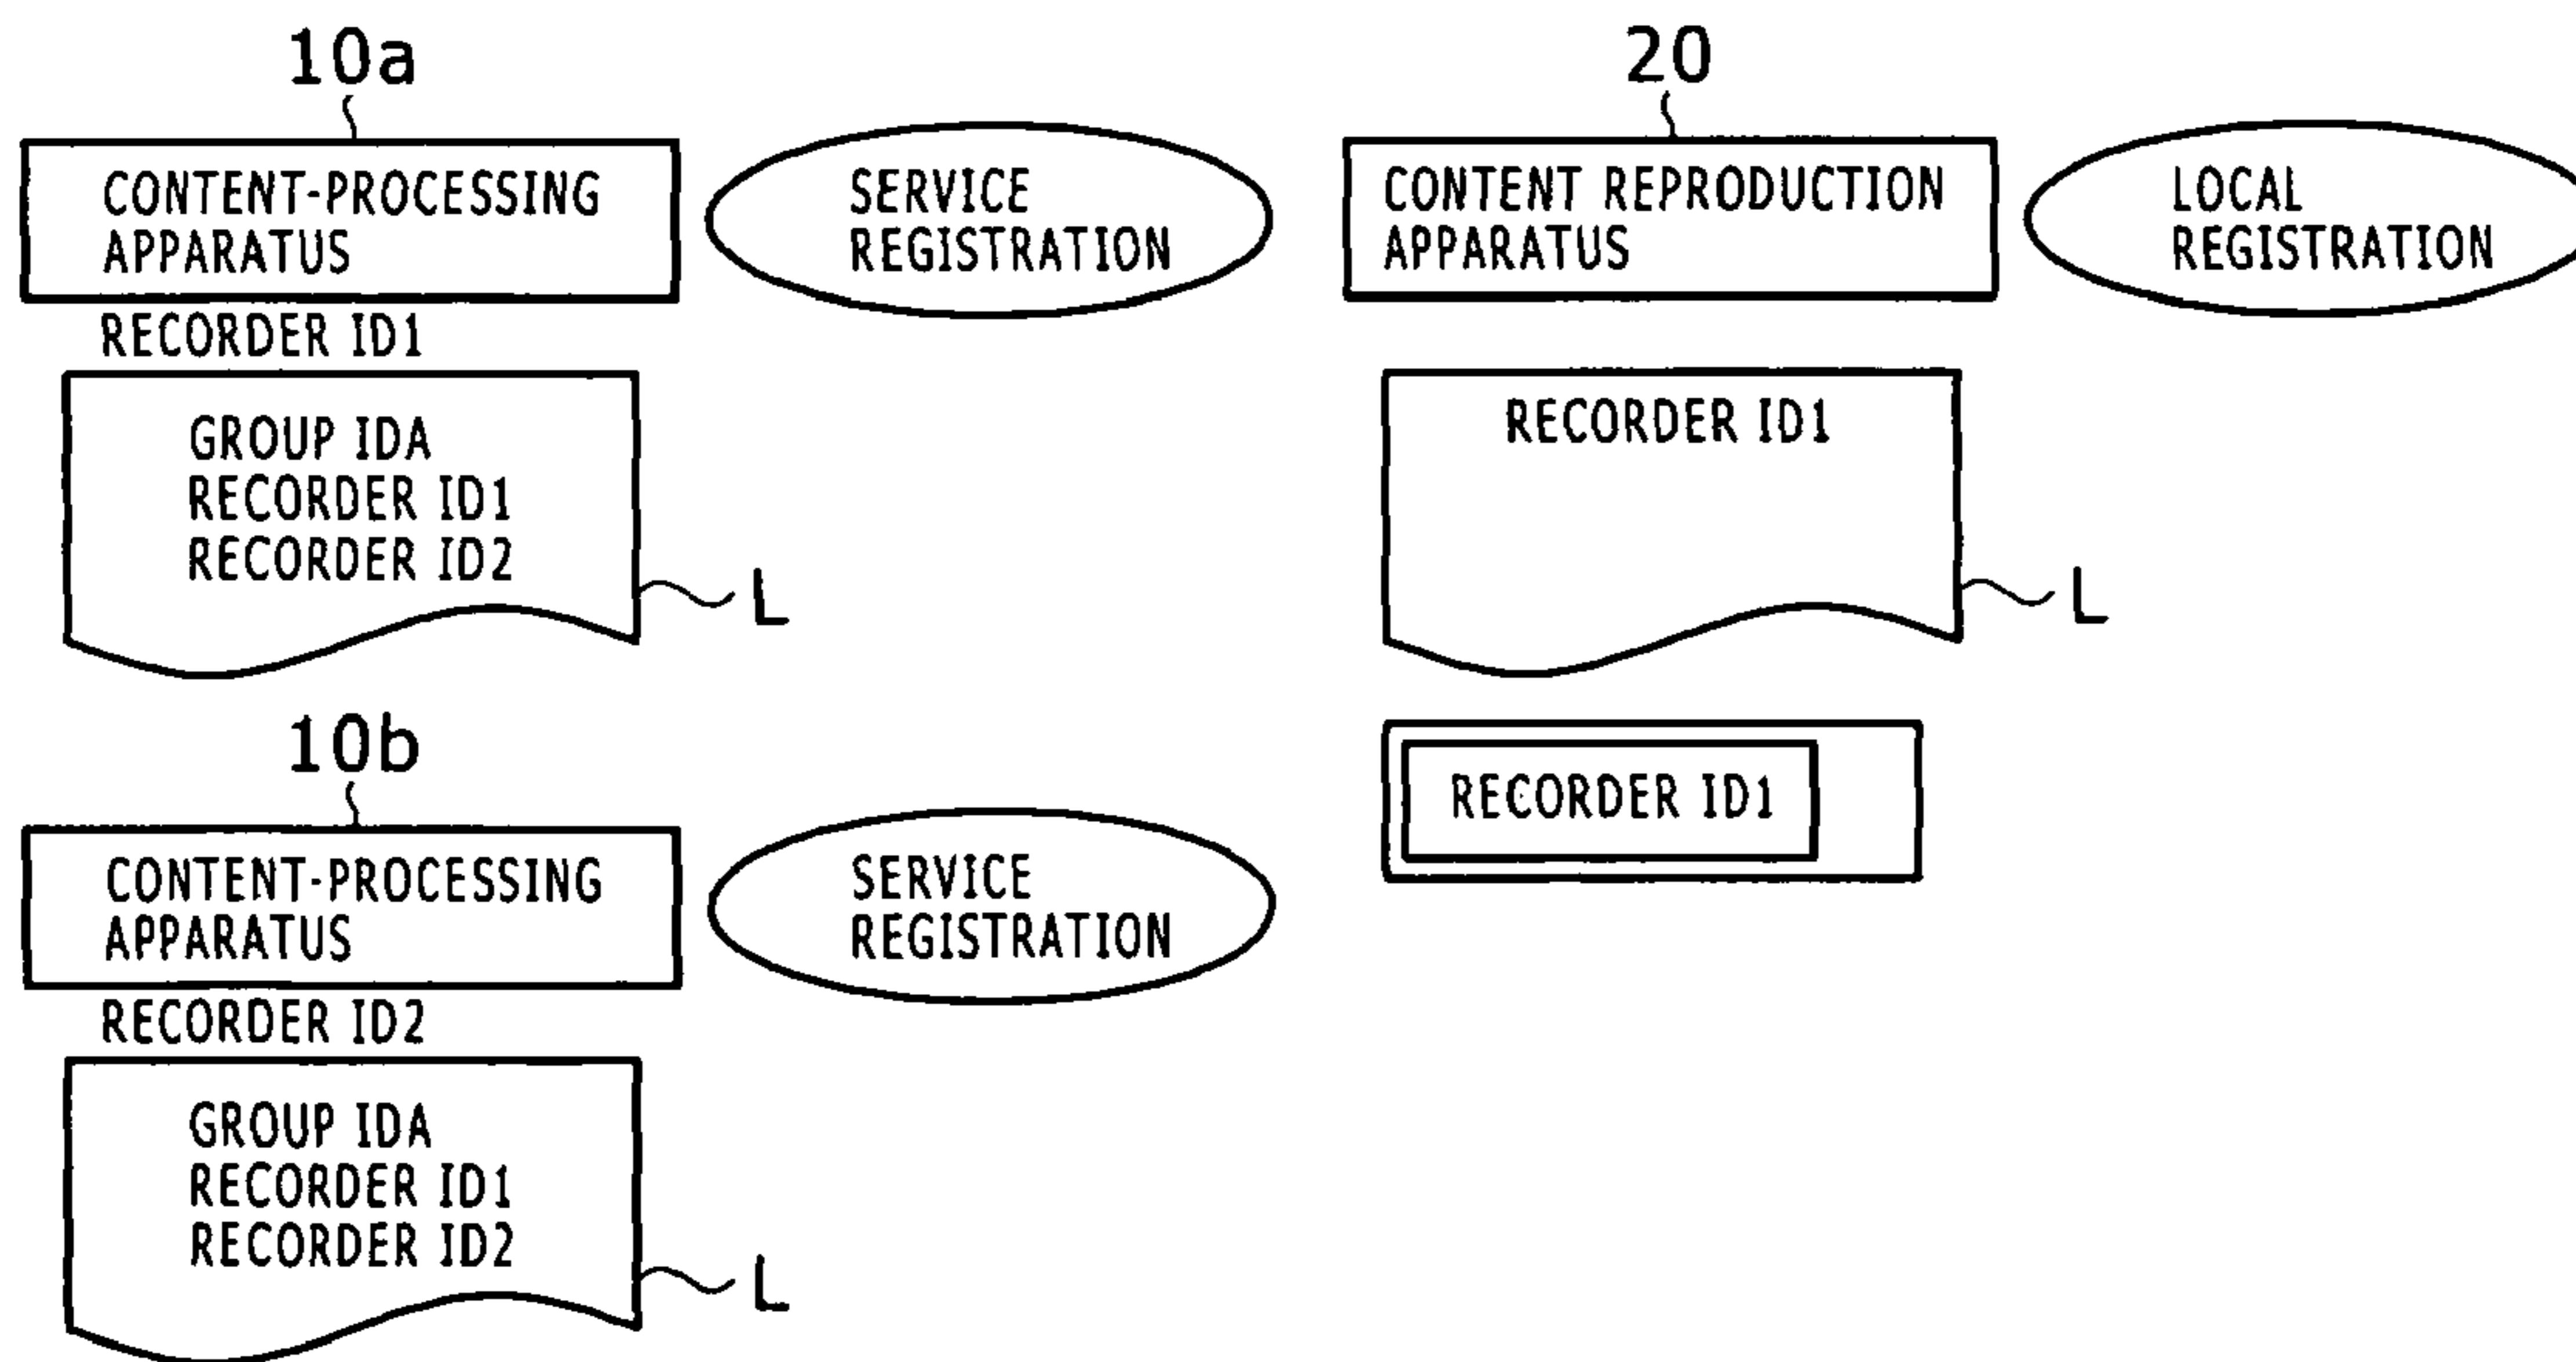 10a
CONTENT-PROCESSING
APPARATUS
SERVICE
REGISTRATION
RECORDER ID1
GROUP IDA
RECORDER ID1
RECORDER ID2
L
10b
CONTENT-PROCESSING
APPARATUS
SERVICE
REGISTRATION
RECORDER ID2
GROUP IDA
RECORDER ID1
RECORDER ID2
L
20
CONTENT REPRODUCTION
APPARATUS
LOCAL
REGISTRATION
RECORDER ID1
L
RECORDER ID1